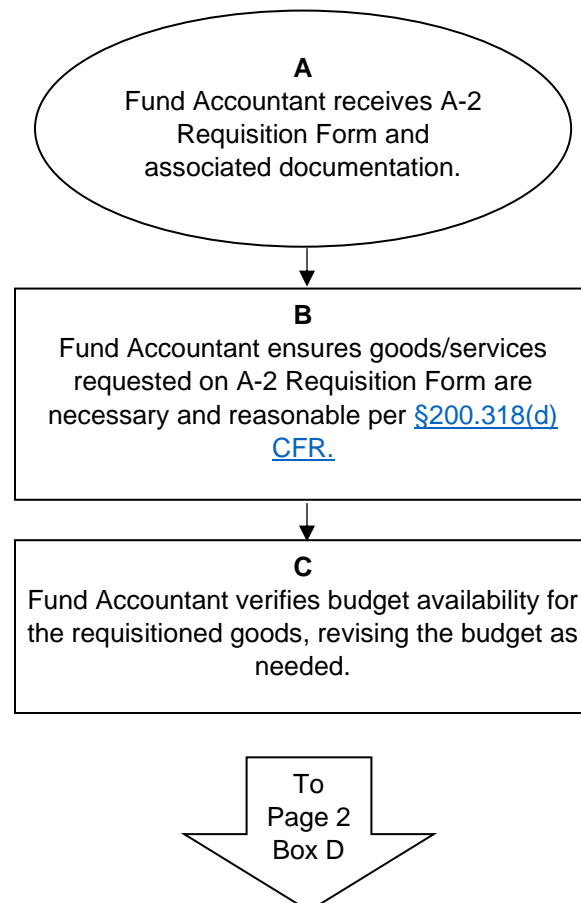 A
Fund Accountant receives A-2
Requisition Form and
associated documentation.
B
Fund Accountant ensures goods/services
requested on A-2 Requisition Form are
necessary and reasonable per §200.318(d)
CFR.
C
Fund Accountant verifies budget availability for
the requisitioned goods, revising the budget as
needed.
To
Page 2
Box D